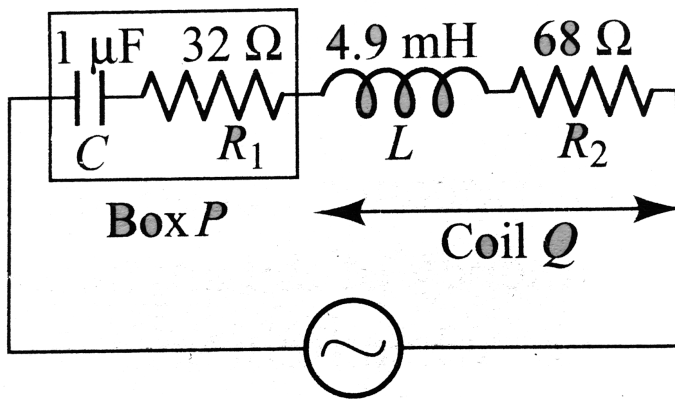 1 μF 32 Ω 4.9 mH 68 Ω
C R₁ L R₂
Box P
Coil Q